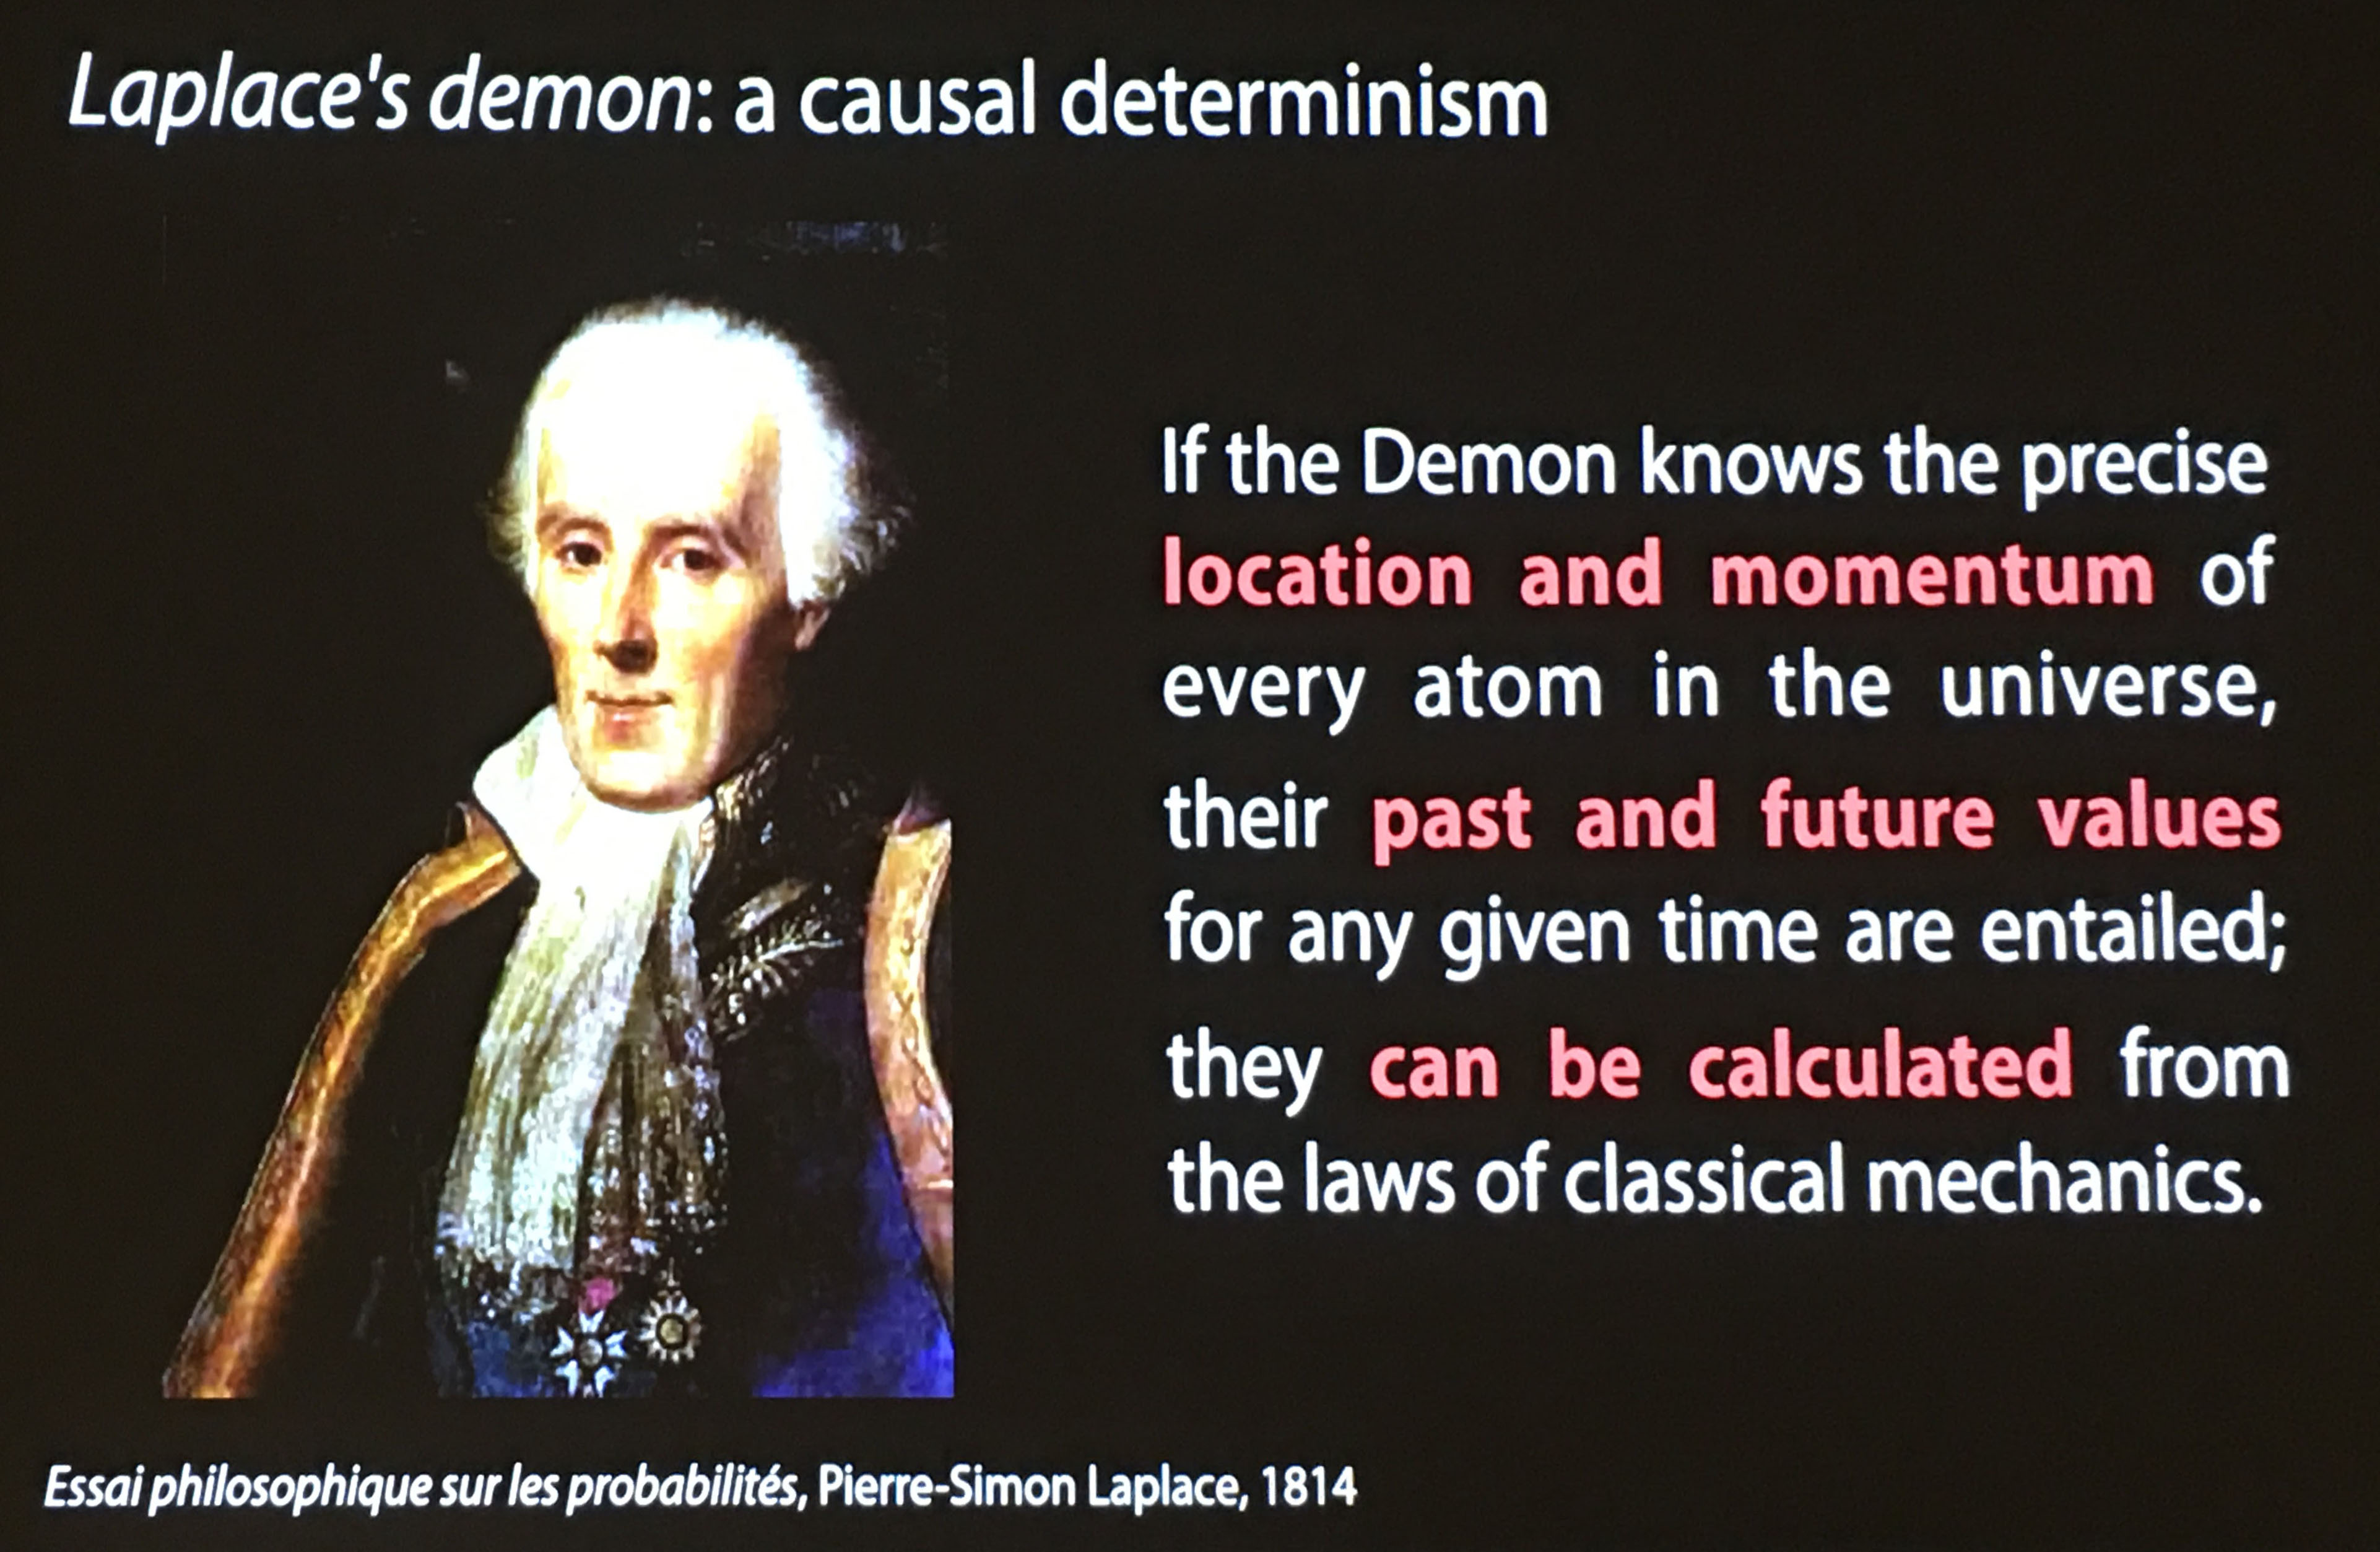 Laplace's demon: a causal determinism
If the Demon knows the precise
location and momentum of
every atom in the universe,
their past and future values
for any given time are entailed;
they can be calculated from
the laws of classical mechanics.
Essai philosophique sur les probabilités, Pierre-Simon Laplace, 1814